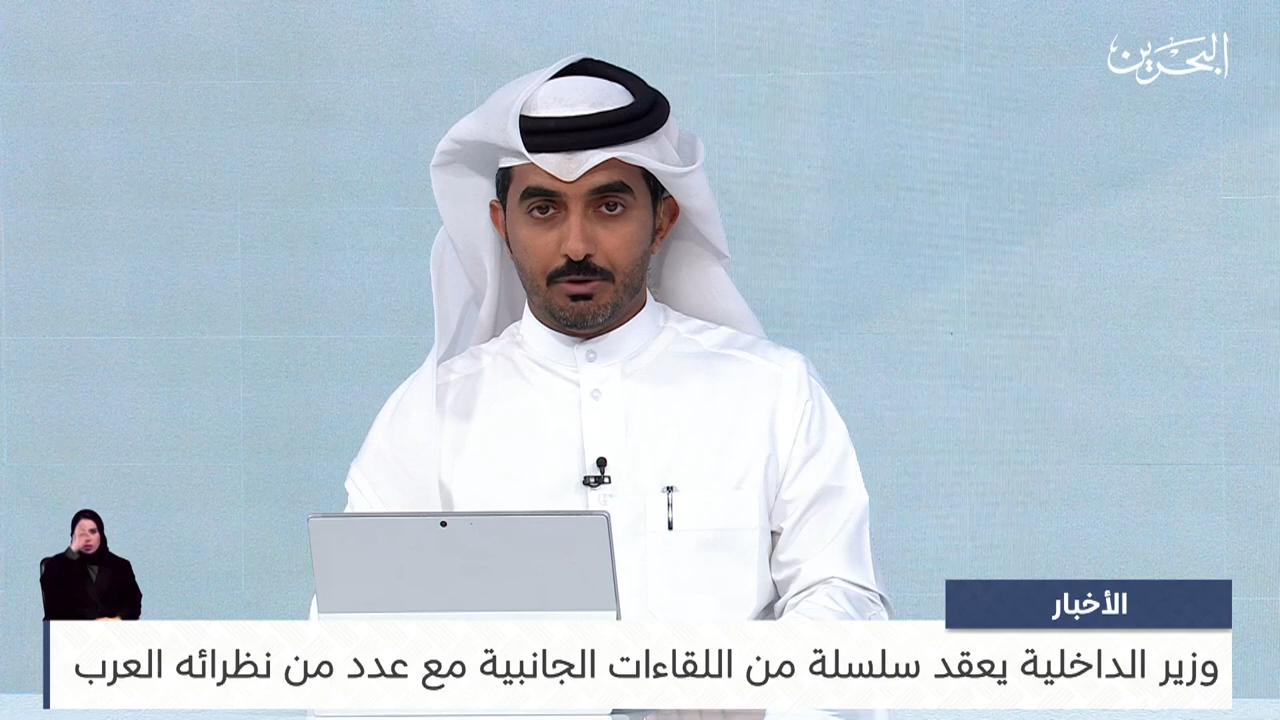 البحرين
الأخبار
وزير الداخلية يعقد سلسلة من اللقاءات الجانبية مع عدد من نظرائه العرب